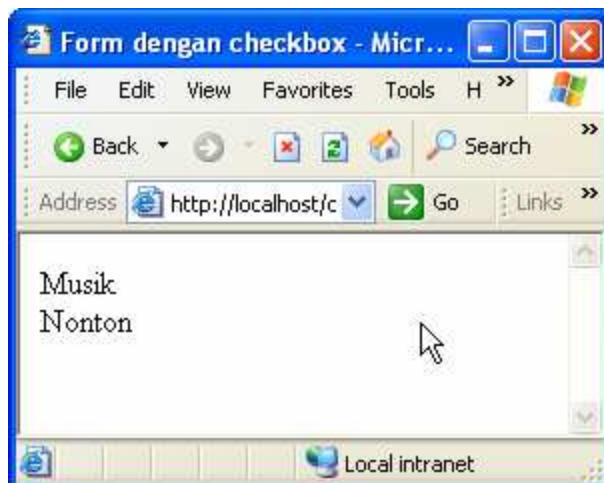 Form dengan checkbox - Micr...
File Edit View Favorites Tools H »
Back Search »
Address http://localhost/c Go Links »
Musik
Nonton
Local intranet